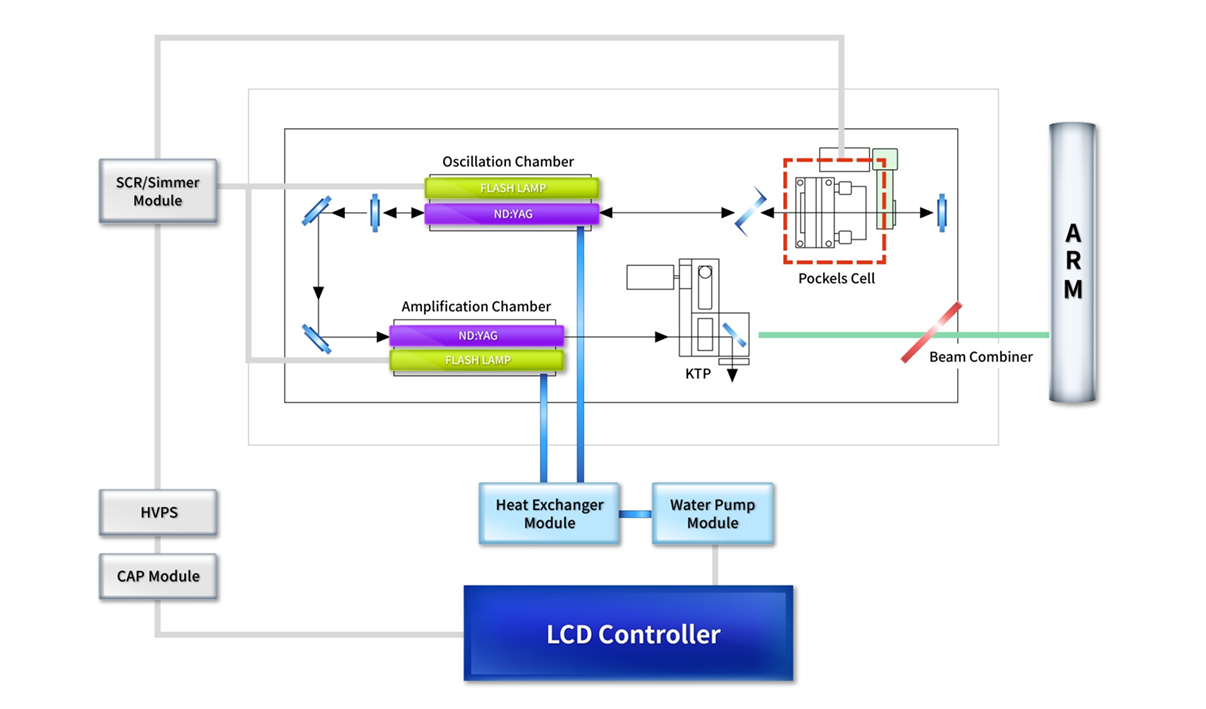 Oscillation Chamber
SCR/Simmer
Module
FLASH LAMP
ND:YAG
Pockels Cell
A
R
M
Amplification Chamber
ND:YAG
FLASH LAMP
KTP
Beam Combiner
HVPS
Heat Exchanger
Module
Water Pump
Module
CAP Module
LCD Controller